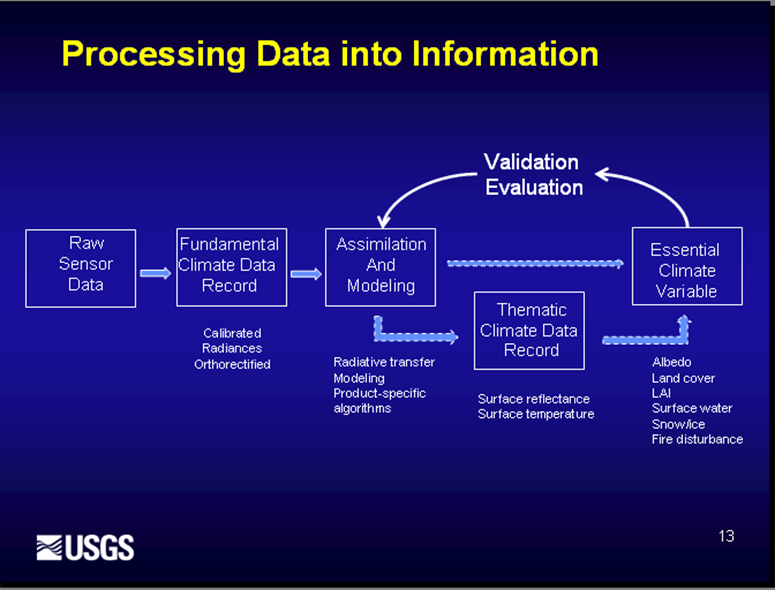 Processing Data into Information
Validation
Evaluation
Raw
Sensor
Data
Fundamental
Climate Data
Record
Assimilation
And
Modeling
Essential
Climate
Variable
Thematic
Climate Data
Record
Calibrated
Radiances
Orthorectified
Radiative transfer
Modeling
Product-specific
algorithms
Surface reflectance
Surface temperature
Albedo
Land cover
LAI
Surface water
Snow/ice
Fire disturbance
USGS
13